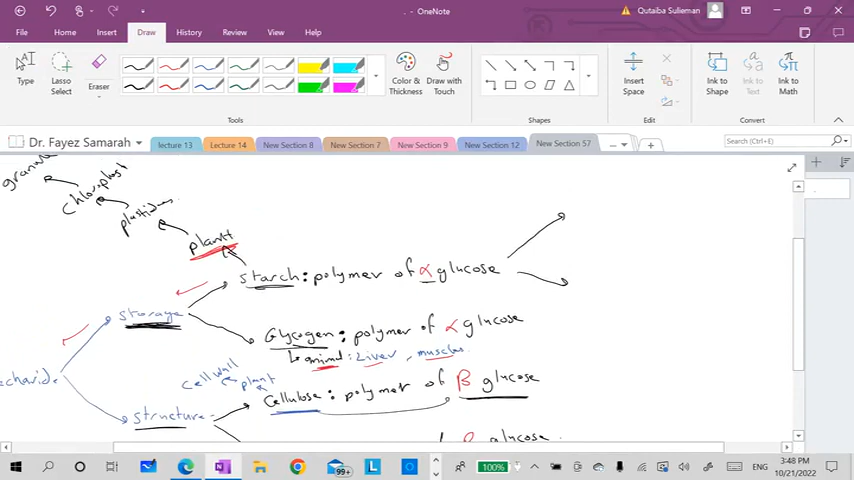 . - OneNote
Qutaiba Sulieman
File Home Insert Draw History Review View Help
Type
Lasso Select
Eraser
Color & Thickness
Draw with Touch
Insert Space
Ink to Shape
Ink to Text
Ink to Math
Tools
Shapes
Edit
Convert
Dr. Fayez Samarah
lecture 13
Lecture 14
New Section 8
New Section 7
New Section 9
New Section 12
New Section 57
Search (Ctrl+E)
chloroplast
plastides
plant
starch: polymer of α glucose
storage
Glycogen: polymer of α glucose
animal: Liver, muscles.
cell wall plant
Cellulose: polymer of β glucose
structure
β glucose.
99+
100%
ENG
3:48 PM
10/21/2022